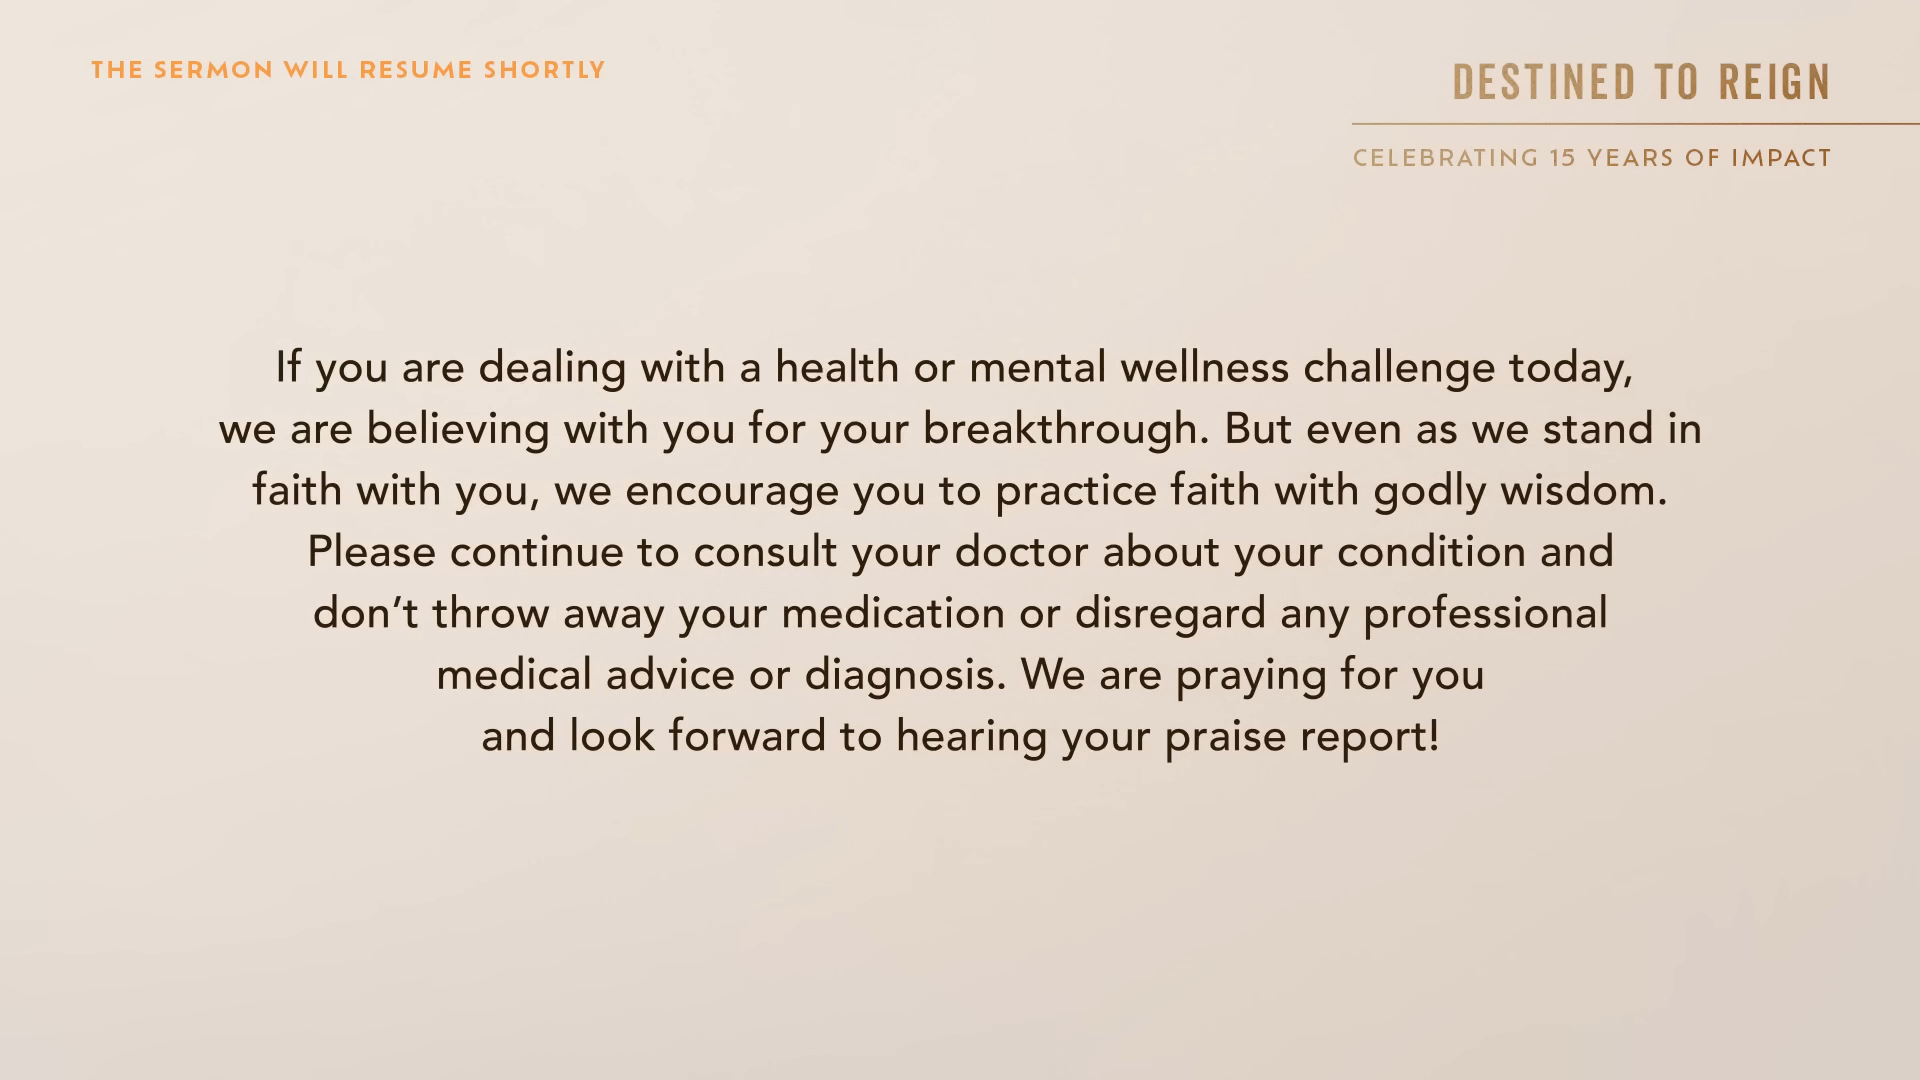 THE SERMON WILL RESUME SHORTLY
DESTINED TO REIGN
CELEBRATING 15 YEARS OF IMPACT
If you are dealing with a health or mental wellness challenge today,
we are believing with you for your breakthrough. But even as we stand in
faith with you, we encourage you to practice faith with godly wisdom.
Please continue to consult your doctor about your condition and
don’t throw away your medication or disregard any professional
medical advice or diagnosis. We are praying for you
and look forward to hearing your praise report!